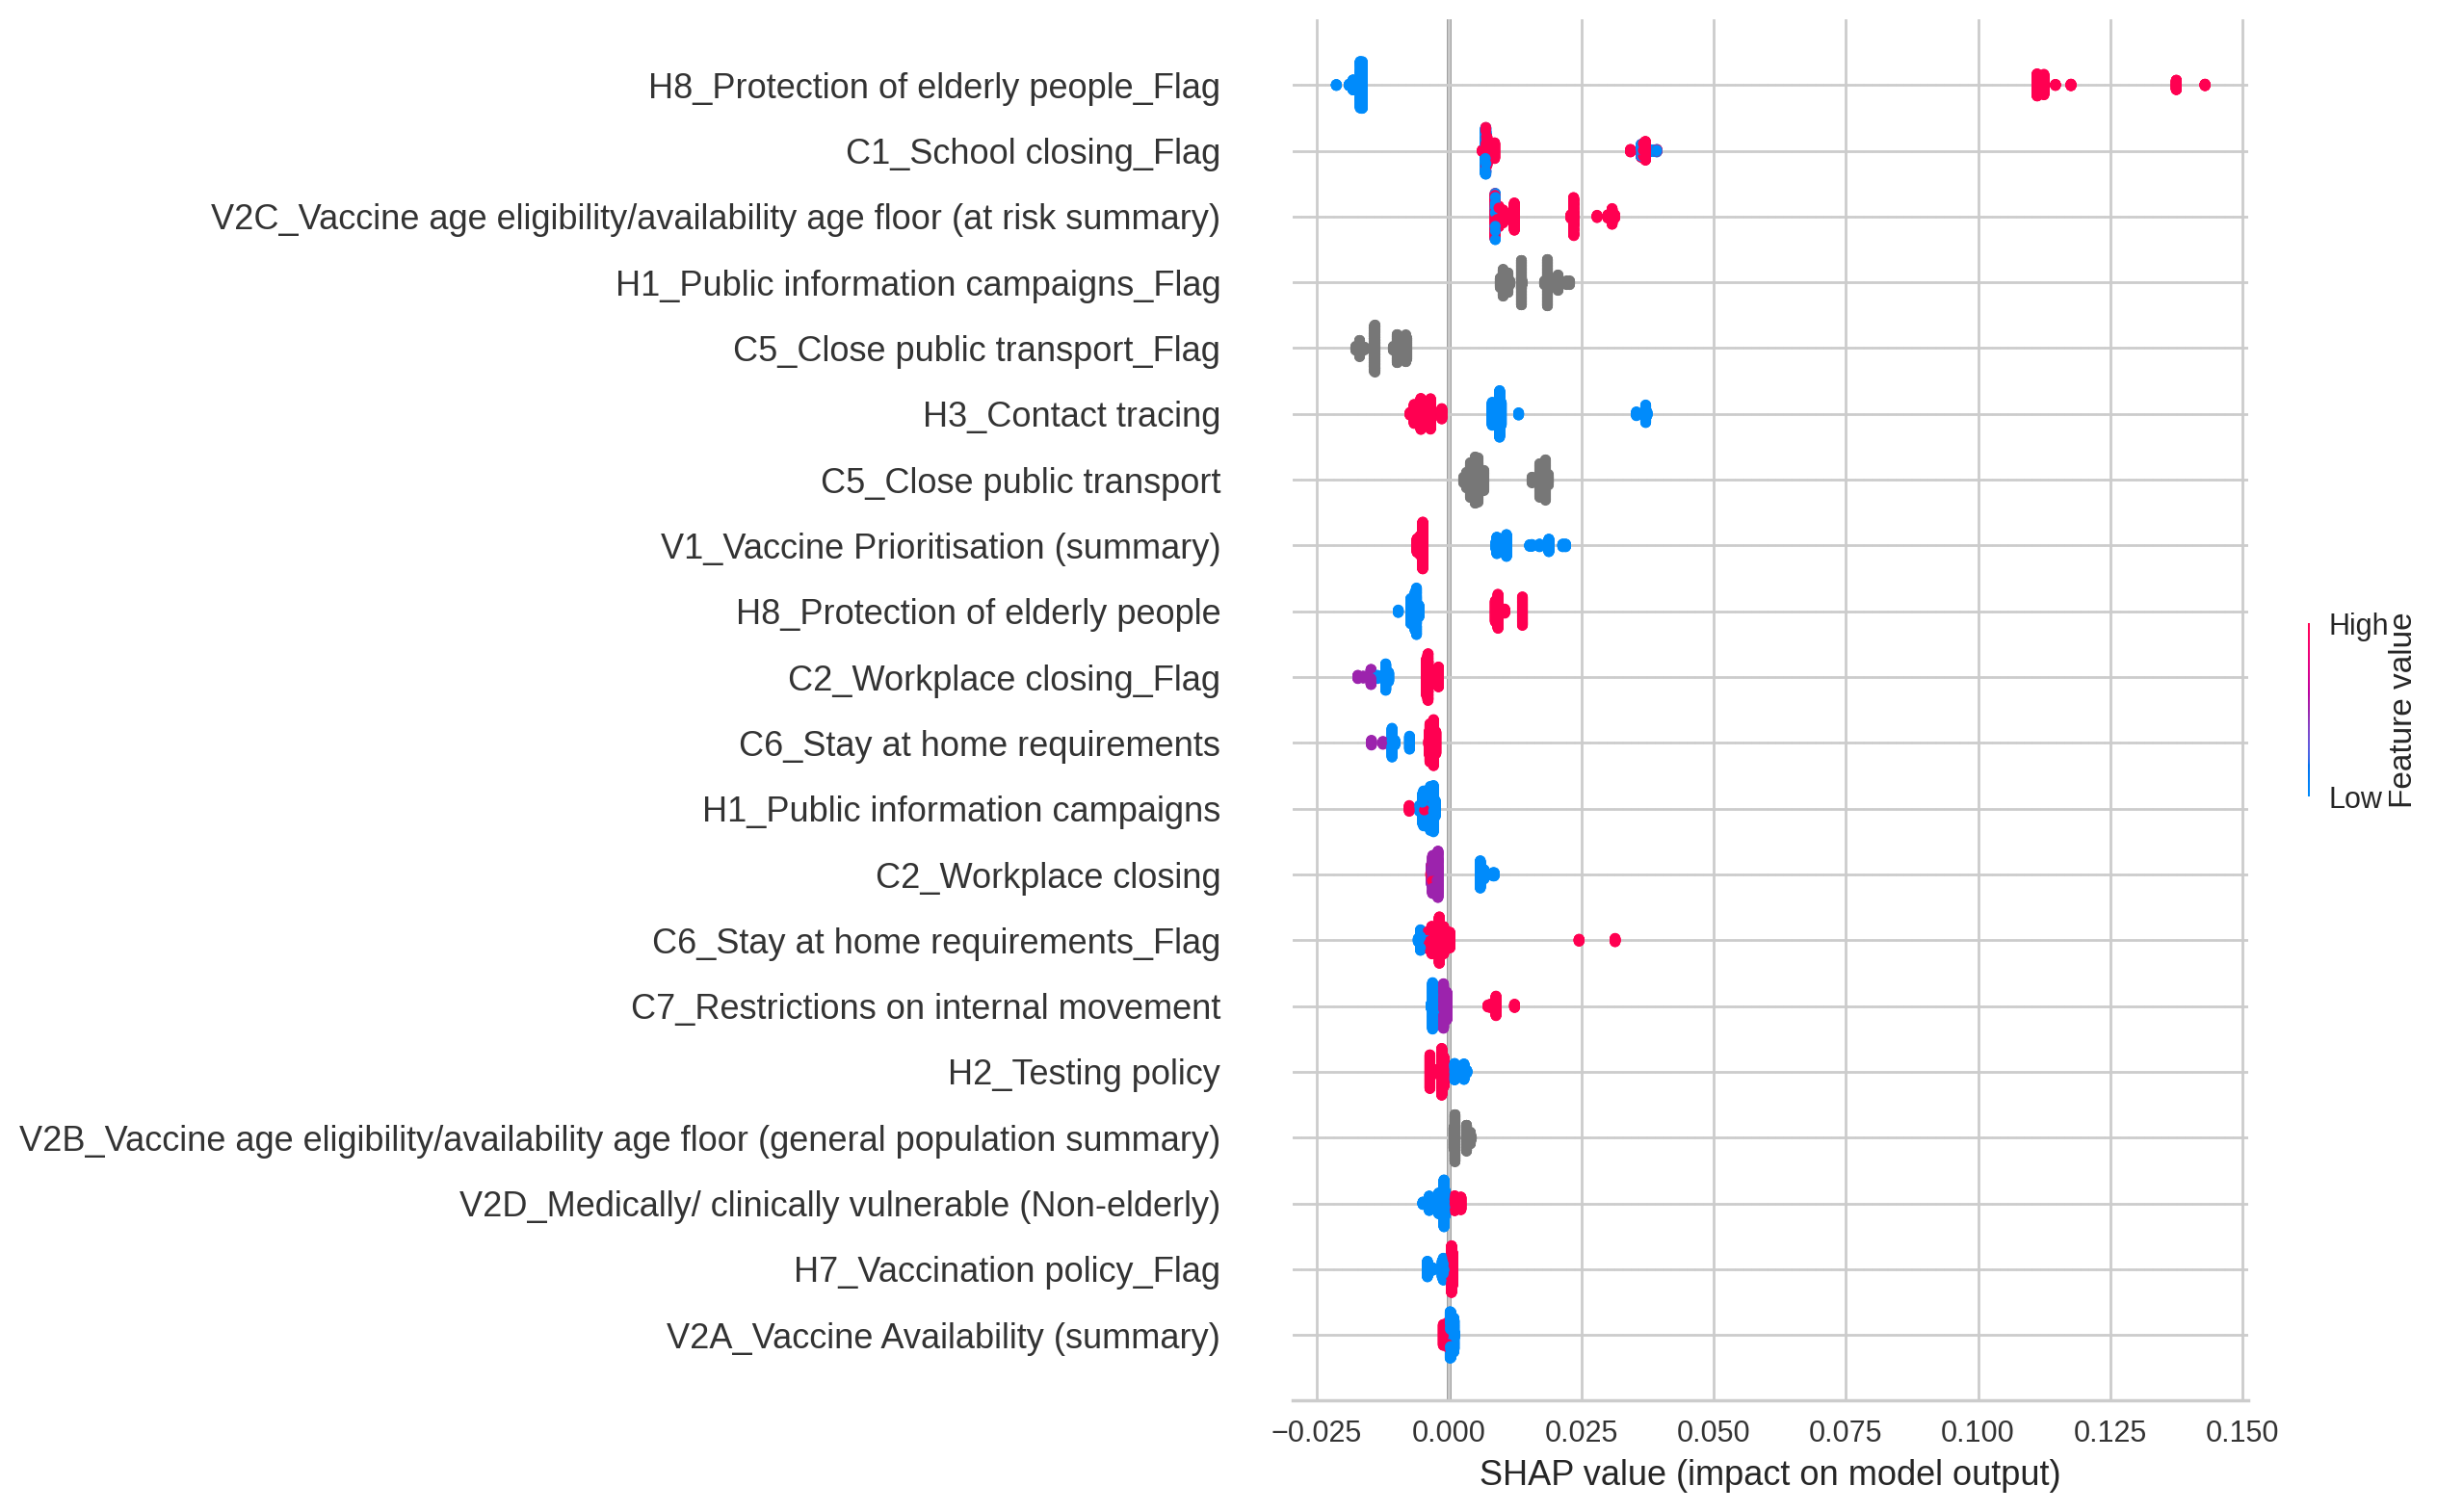 H8_Protection of elderly people_Flag
C1_School closing_Flag
V2C_Vaccine age eligibility/availability age floor (at risk summary)
H1_Public information campaigns_Flag
C5_Close public transport_Flag
H3_Contact tracing
C5_Close public transport
V1_Vaccine Prioritisation (summary)
H8_Protection of elderly people
C2_Workplace closing_Flag
C6_Stay at home requirements
H1_Public information campaigns
C2_Workplace closing
C6_Stay at home requirements_Flag
C7_Restrictions on internal movement
H2_Testing policy
V2B_Vaccine age eligibility/availability age floor (general population summary)
V2D_Medically/ clinically vulnerable (Non-elderly)
H7_Vaccination policy_Flag
V2A_Vaccine Availability (summary)
−0.025 0.000 0.025 0.050 0.075 0.100 0.125 0.150
SHAP value (impact on model output)
High
Low
Feature value